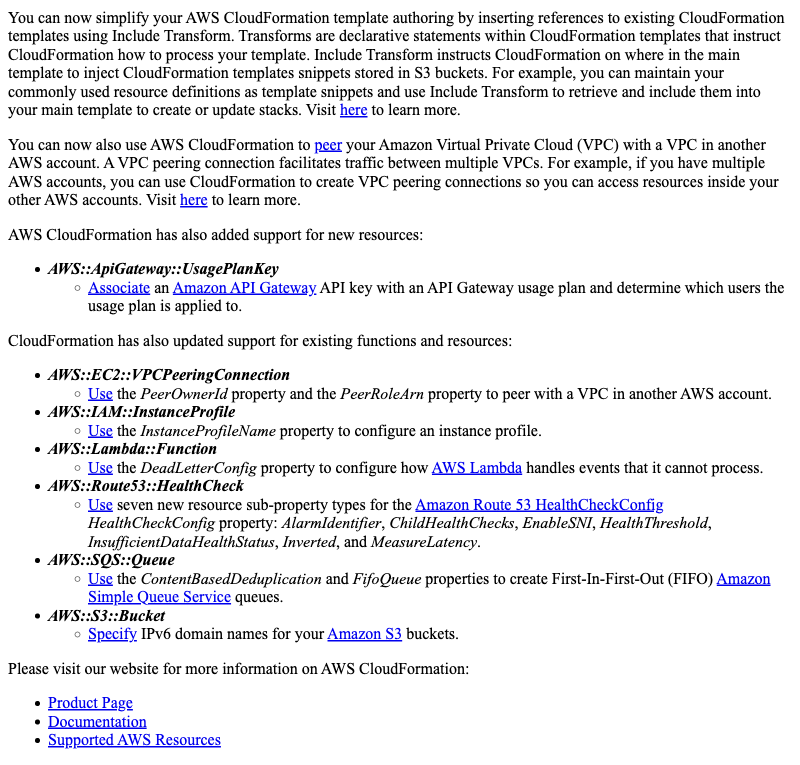 You can now simplify your AWS CloudFormation template authoring by inserting references to existing CloudFormation
templates using Include Transform. Transforms are declarative statements within CloudFormation templates that instruct
CloudFormation how to process your template. Include Transform instructs CloudFormation on where in the main
template to inject CloudFormation templates snippets stored in S3 buckets. For example, you can maintain your
commonly used resource definitions as template snippets and use Include Transform to retrieve and include them into
your main template to create or update stacks. Visit here to learn more.
You can now also use AWS CloudFormation to peer your Amazon Virtual Private Cloud (VPC) with a VPC in another
AWS account. A VPC peering connection facilitates traffic between multiple VPCs. For example, if you have multiple
AWS accounts, you can use CloudFormation to create VPC peering connections so you can access resources inside your
other AWS accounts. Visit here to learn more.
AWS CloudFormation has also added support for new resources:
• AWS::ApiGateway::UsagePlanKey
◦ Associate an Amazon API Gateway API key with an API Gateway usage plan and determine which users the
usage plan is applied to.
CloudFormation has also updated support for existing functions and resources:
• AWS::EC2::VPCPeeringConnection
◦ Use the PeerOwnerId property and the PeerRoleArn property to peer with a VPC in another AWS account.
• AWS::IAM::InstanceProfile
◦ Use the InstanceProfileName property to configure an instance profile.
• AWS::Lambda::Function
◦ Use the DeadLetterConfig property to configure how AWS Lambda handles events that it cannot process.
• AWS::Route53::HealthCheck
◦ Use seven new resource sub-property types for the Amazon Route 53 HealthCheckConfig
HealthCheckConfig property: AlarmIdentifier, ChildHealthChecks, EnableSNI, HealthThreshold,
InsufficientDataHealthStatus, Inverted, and MeasureLatency.
• AWS::SQS::Queue
◦ Use the ContentBasedDeduplication and FifoQueue properties to create First-In-First-Out (FIFO) Amazon
Simple Queue Service queues.
• AWS::S3::Bucket
◦ Specify IPv6 domain names for your Amazon S3 buckets.
Please visit our website for more information on AWS CloudFormation:
• Product Page
• Documentation
• Supported AWS Resources